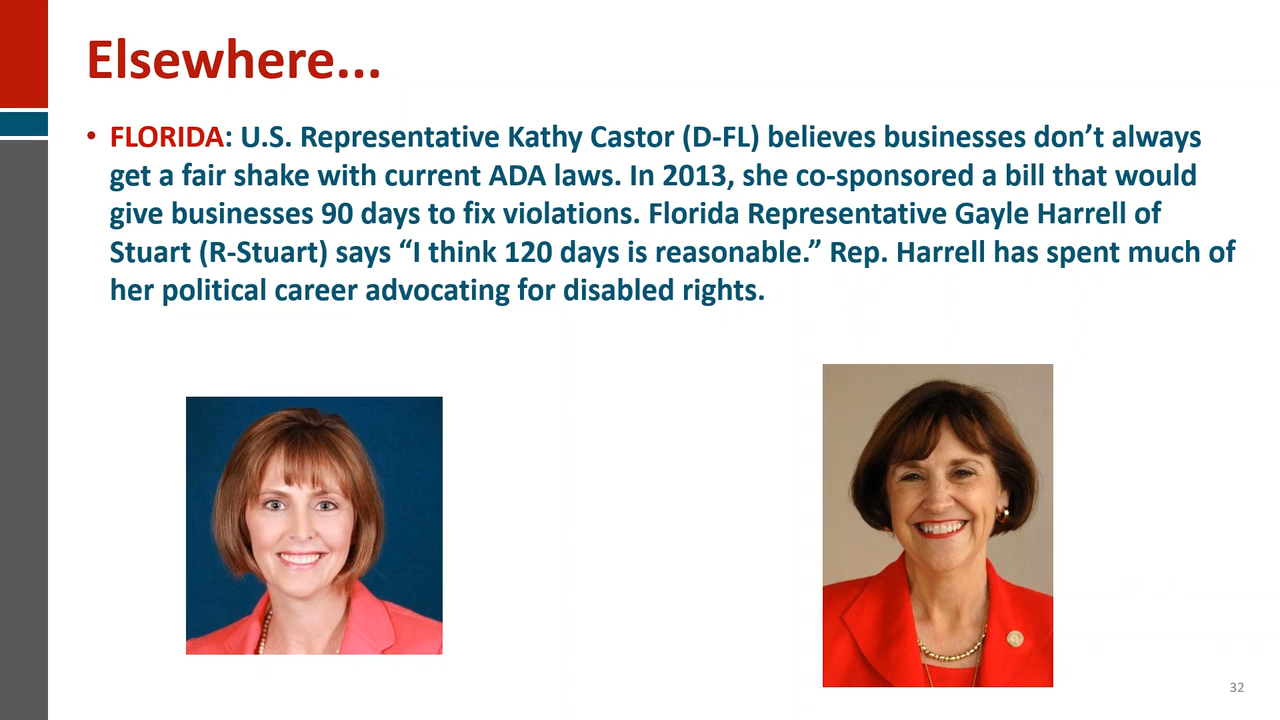 Elsewhere...
• FLORIDA: U.S. Representative Kathy Castor (D-FL) believes businesses don’t always
get a fair shake with current ADA laws. In 2013, she co-sponsored a bill that would
give businesses 90 days to fix violations. Florida Representative Gayle Harrell of
Stuart (R-Stuart) says “I think 120 days is reasonable.” Rep. Harrell has spent much of
her political career advocating for disabled rights.
32